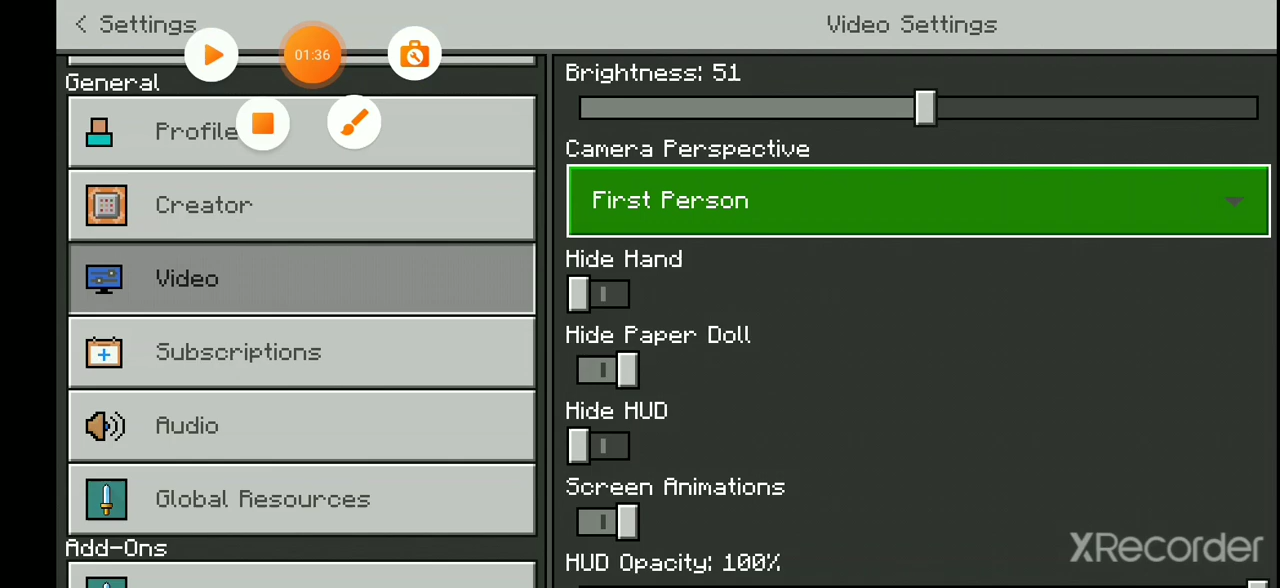 < Settings
Video Settings
01:36
General
Profile
Creator
Video
Subscriptions
Audio
Global Resources
Add-Ons
Brightness: 51
Camera Perspective
First Person
Hide Hand
Hide Paper Doll
Hide HUD
Screen Animations
HUD Opacity: 100%
XRecorder